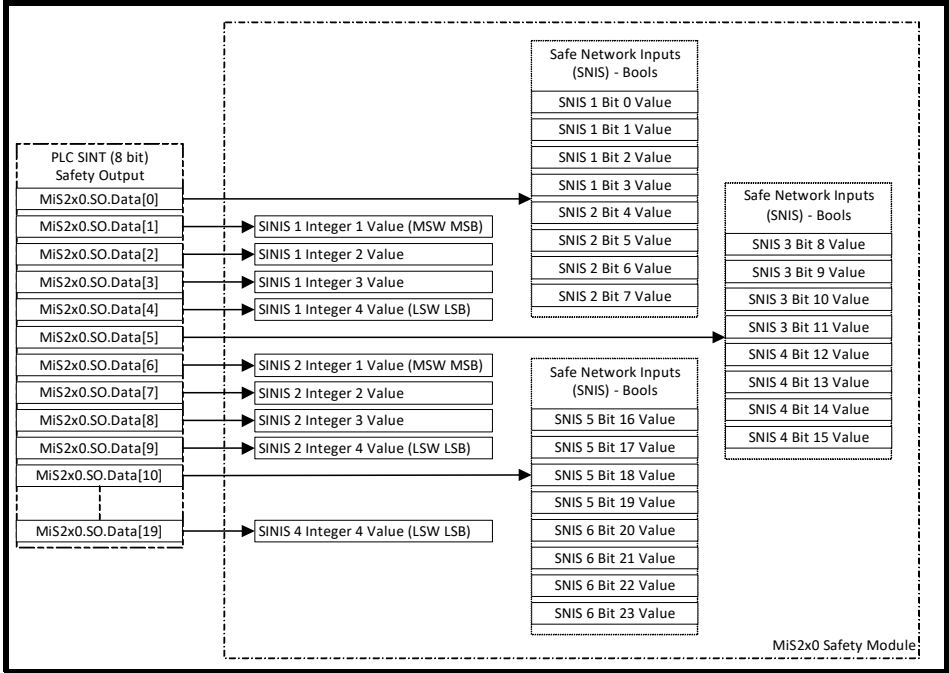 PLC SINT (8 bit)
Safety Output
MiS2x0.SO.Data[0]
MiS2x0.SO.Data[1]
MiS2x0.SO.Data[2]
MiS2x0.SO.Data[3]
MiS2x0.SO.Data[4]
MiS2x0.SO.Data[5]
MiS2x0.SO.Data[6]
MiS2x0.SO.Data[7]
MiS2x0.SO.Data[8]
MiS2x0.SO.Data[9]
MiS2x0.SO.Data[10]
MiS2x0.SO.Data[19]
SINIS 1 Integer 1 Value (MSW MSB)
SINIS 1 Integer 2 Value
SINIS 1 Integer 3 Value
SINIS 1 Integer 4 Value (LSW LSB)
SINIS 2 Integer 1 Value (MSW MSB)
SINIS 2 Integer 2 Value
SINIS 2 Integer 3 Value
SINIS 2 Integer 4 Value (LSW LSB)
SINIS 4 Integer 4 Value (LSW LSB)
Safe Network Inputs
(SNIS) - Bools
SNIS 1 Bit 0 Value
SNIS 1 Bit 1 Value
SNIS 1 Bit 2 Value
SNIS 1 Bit 3 Value
SNIS 2 Bit 4 Value
SNIS 2 Bit 5 Value
SNIS 2 Bit 6 Value
SNIS 2 Bit 7 Value
Safe Network Inputs
(SNIS) - Bools
SNIS 3 Bit 8 Value
SNIS 3 Bit 9 Value
SNIS 3 Bit 10 Value
SNIS 3 Bit 11 Value
SNIS 4 Bit 12 Value
SNIS 4 Bit 13 Value
SNIS 4 Bit 14 Value
SNIS 4 Bit 15 Value
Safe Network Inputs
(SNIS) - Bools
SNIS 5 Bit 16 Value
SNIS 5 Bit 17 Value
SNIS 5 Bit 18 Value
SNIS 5 Bit 19 Value
SNIS 6 Bit 20 Value
SNIS 6 Bit 21 Value
SNIS 6 Bit 22 Value
SNIS 6 Bit 23 Value
MiS2x0 Safety Module